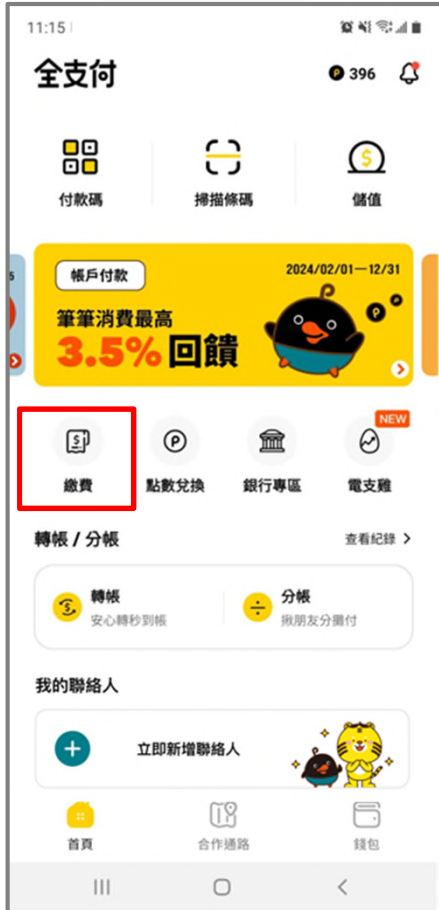 11:15
全支付
P 396
付款碼
掃描條碼
$
儲值
5
帳戶付款
2024/02/01—12/31
筆筆消費最高
3.5% 回饋
P
NEW
$
P
繳費
點數兌換
銀行專區
電支雞
轉帳 / 分帳
查看紀錄
$
轉帳
安心轉秒到帳
分帳
揪朋友分攤付
我的聯絡人
立即新增聯絡人
首頁
合作通路
錢包